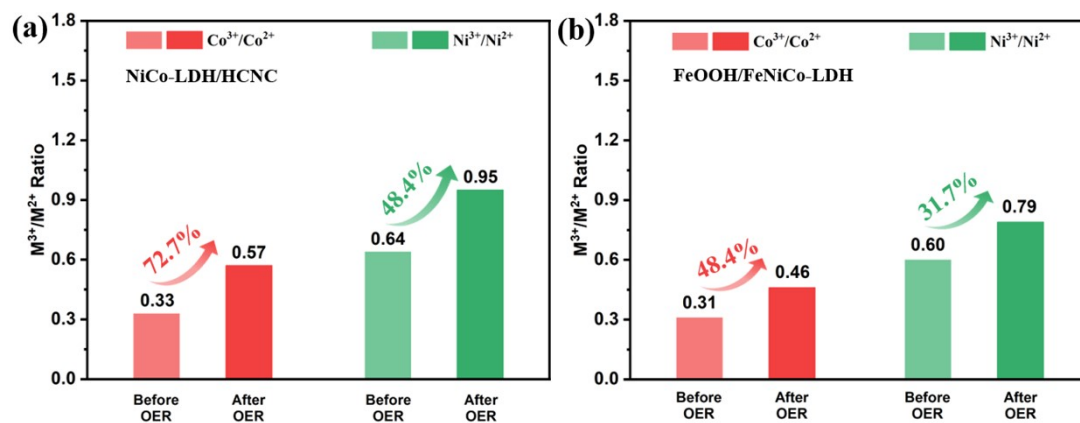 (a)
Co³⁺/Co²⁺
Ni³⁺/Ni²⁺
NiCo-LDH/HCNC
M³⁺/M²⁺ Ratio
1.8
1.5
1.2
0.9
0.6
0.3
0.0
72.7%
0.33
0.57
48.4%
0.64
0.95
Before OER
After OER
Before OER
After OER
(b)
Co³⁺/Co²⁺
Ni³⁺/Ni²⁺
FeOOH/FeNiCo-LDH
M³⁺/M²⁺ Ratio
1.8
1.5
1.2
0.9
0.6
0.3
0.0
48.4%
0.31
0.46
31.7%
0.60
0.79
Before OER
After OER
Before OER
After OER